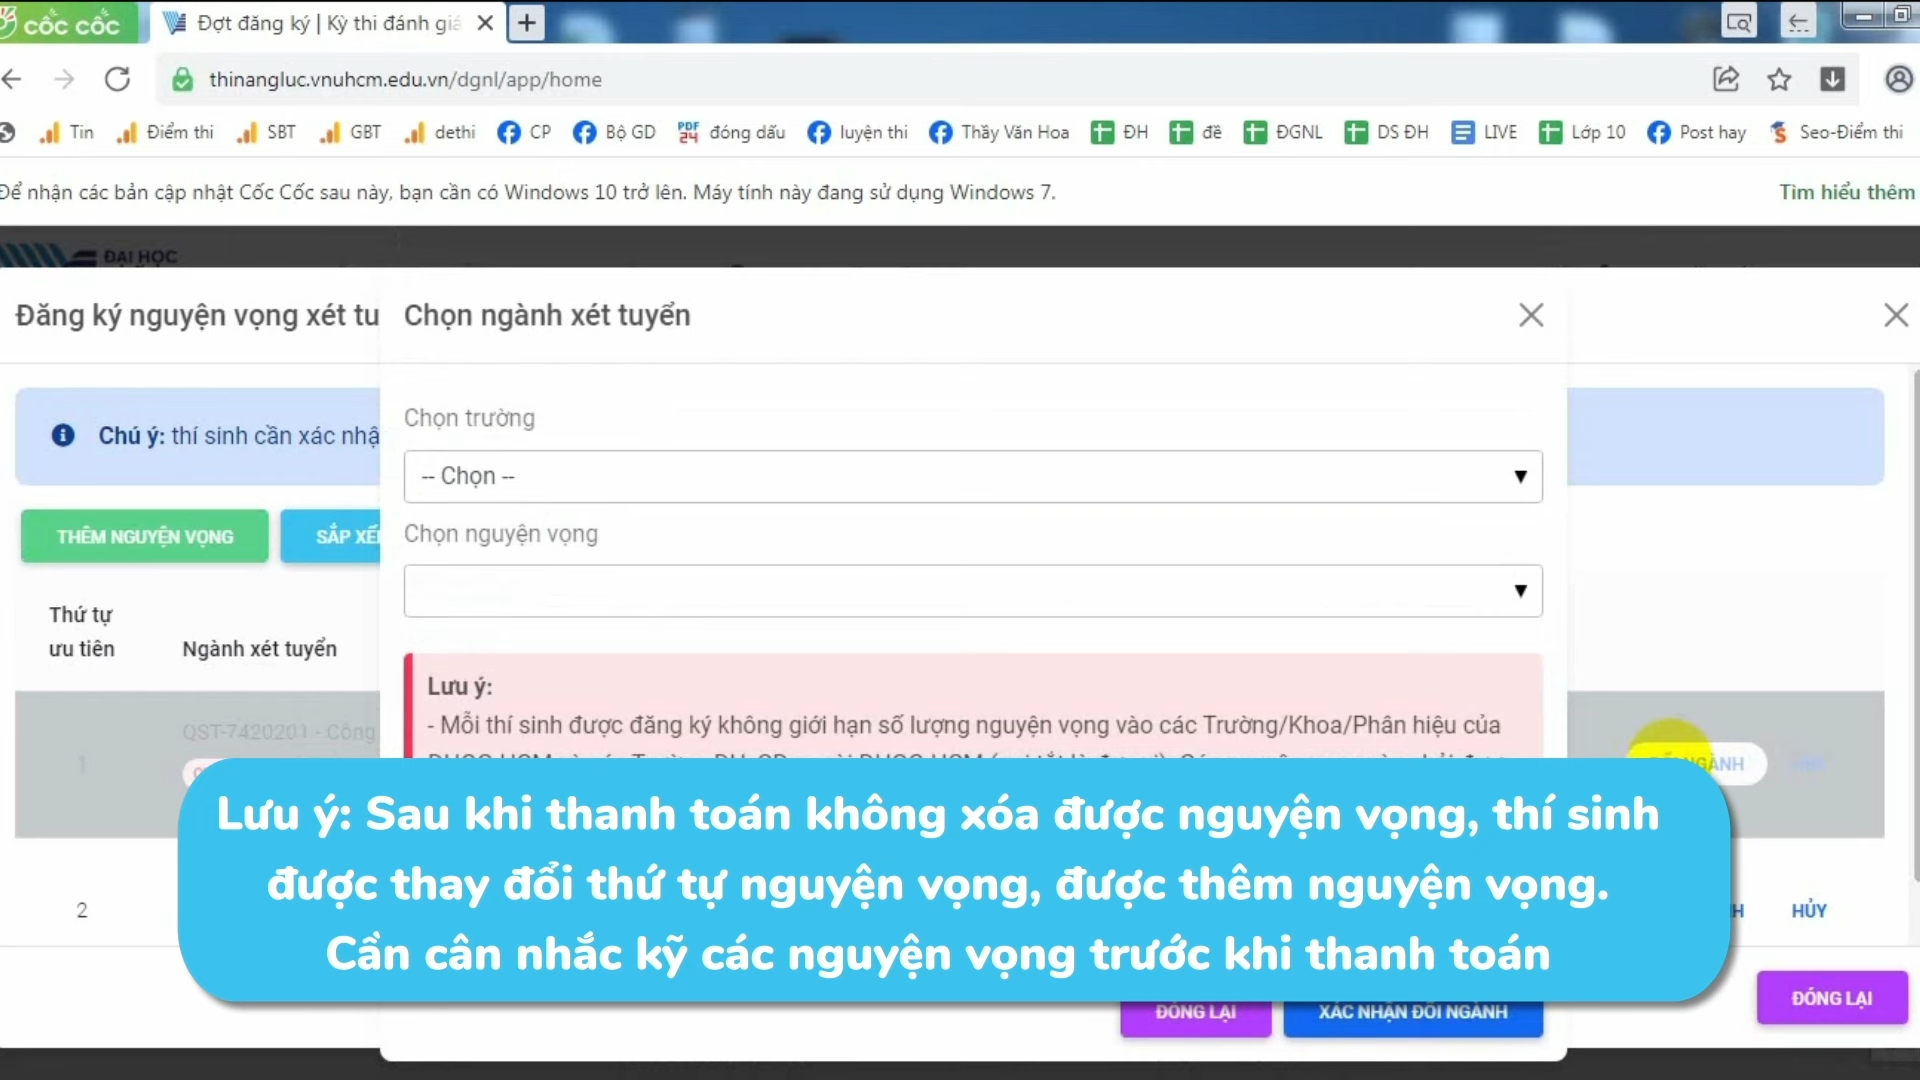 cốc cốc
Đợt đăng ký | Kỳ thi đánh giá
thinangluc.vnuhcm.edu.vn/dgnl/app/home
Tin Điểm thi SBT GBT dethi CP Bộ GD đóng dấu luyện thi Thầy Văn Hoa ĐH đề ĐGNL DS ĐH LIVE Lớp 10 Post hay Seo-Điểm thi
Để nhận các bản cập nhật Cốc Cốc sau này, bạn cần có Windows 10 trở lên. Máy tính này đang sử dụng Windows 7. Tìm hiểu thêm
ĐẠI HỌC
Đăng ký nguyện vọng xét tu
Chọn ngành xét tuyển
Chú ý: thí sinh cần xác nhậ
Chọn trường
-- Chọn --
THÊM NGUYỆN VỌNG
SẮP XẾ
Chọn nguyện vọng
Thứ tự
ưu tiên
Ngành xét tuyển
Lưu ý:
- Mỗi thí sinh được đăng ký không giới hạn số lượng nguyện vọng vào các Trường/Khoa/Phân hiệu của
1
QST-7420201 - Công
NGÀNH
Lưu ý: Sau khi thanh toán không xóa được nguyện vọng, thí sinh
được thay đổi thứ tự nguyện vọng, được thêm nguyện vọng.
Cần cân nhắc kỹ các nguyện vọng trước khi thanh toán
2
H
HỦY
ĐÓNG LẠI
XÁC NHẬN ĐỔI NGÀNH
ĐÓNG LẠI